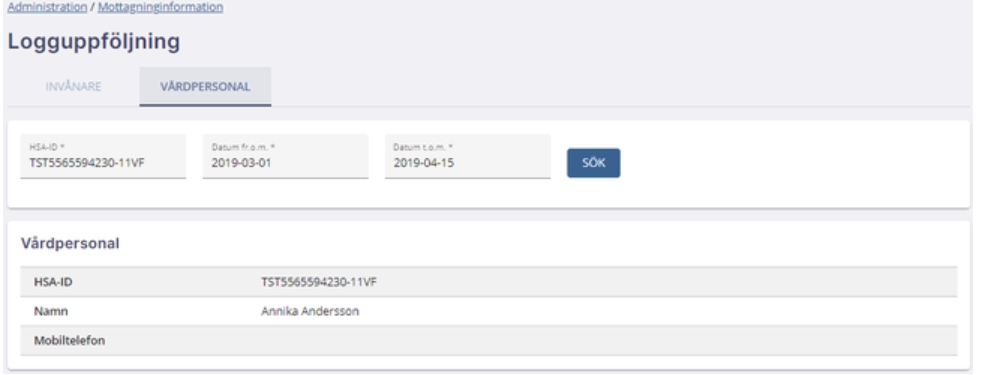 Administration / Mottagninginformation
Logguppföljning
INVÅNARE VÅRDPERSONAL
HSA-ID * Datum fr.o.m. * Datum t.o.m. *
TST5565594230-11VF 2019-03-01 2019-04-15 SÖK
Vårdpersonal
HSA-ID TST5565594230-11VF
Namn Annika Andersson
Mobiltelefon